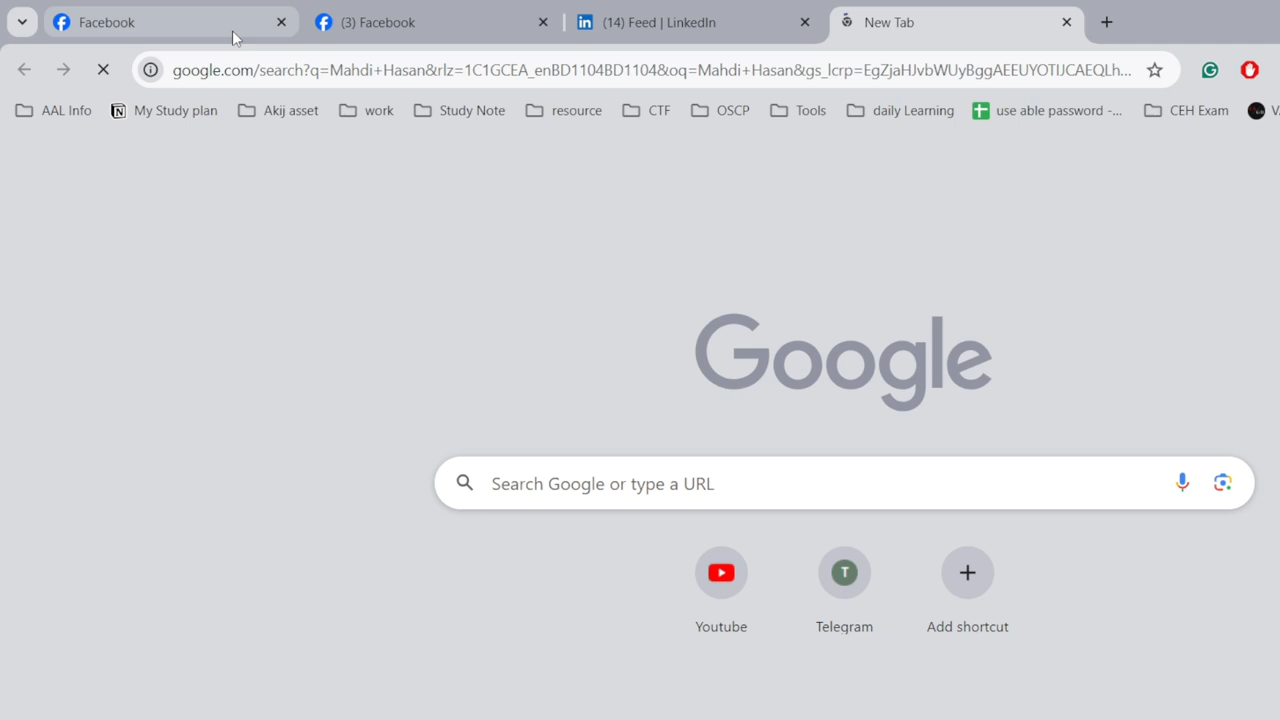 Facebook
(3) Facebook
(14) Feed | LinkedIn
New Tab
google.com/search?q=Mahdi+Hasan&rlz=1C1GCEA_enBD1104BD1104&oq=Mahdi+Hasan&gs_lcrp=EgZjaHJvbWUyBggAEEUYOTIJCAEQLh...
AAL Info
My Study plan
Akij asset
work
Study Note
resource
CTF
OSCP
Tools
daily Learning
use able password -...
CEH Exam
Google
Search Google or type a URL
T
Youtube
Telegram
Add shortcut